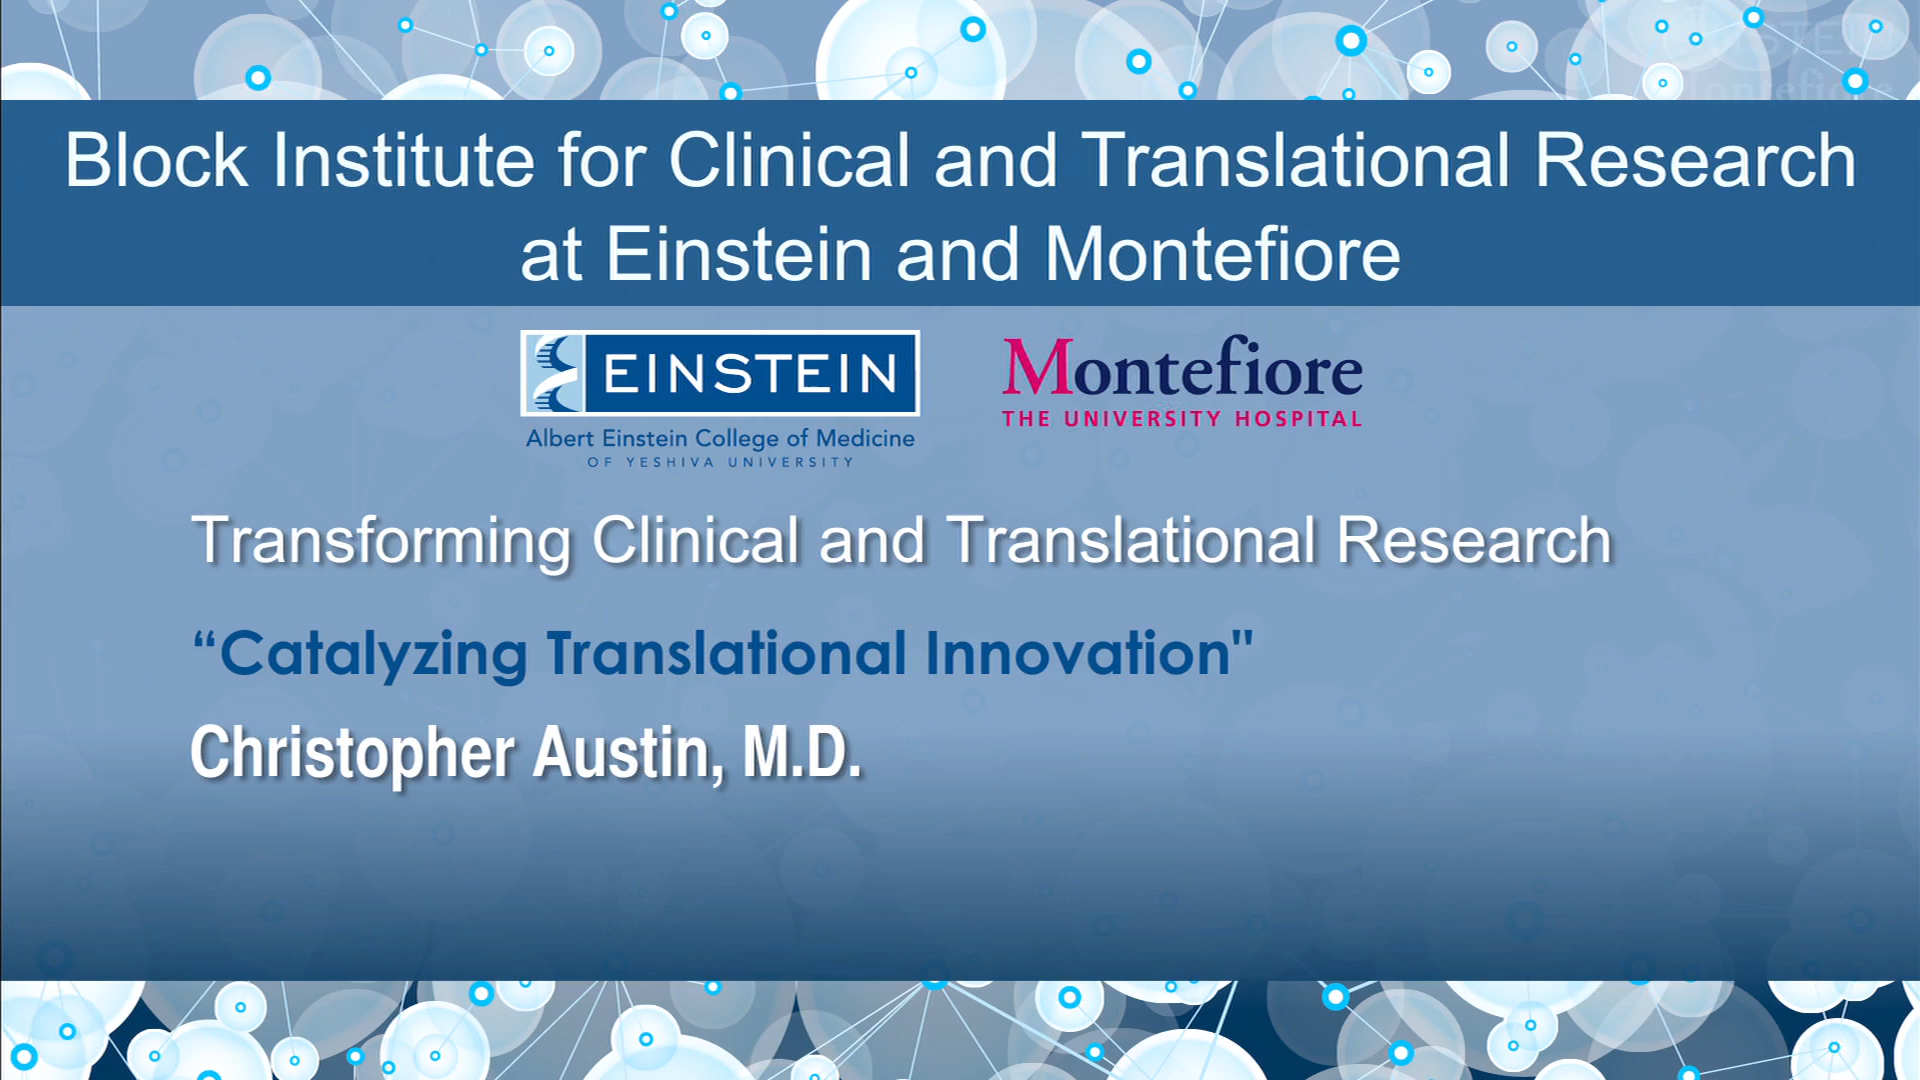 Block Institute for Clinical and Translational Research
at Einstein and Montefiore
EINSTEIN
Albert Einstein College of Medicine
OF YESHIVA UNIVERSITY
Montefiore
THE UNIVERSITY HOSPITAL
Transforming Clinical and Translational Research
“Catalyzing Translational Innovation"
Christopher Austin, M.D.